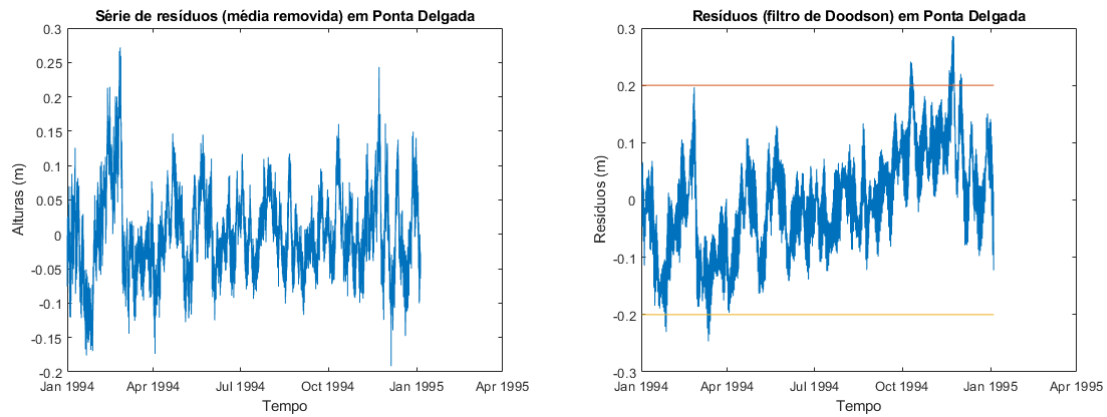 Série de resíduos (média removida) em Ponta Delgada
0.3
0.25
0.2
0.15
0.1
0.05
0
-0.05
-0.1
-0.15
-0.2
Alturas (m)
Jan 1994 Apr 1994 Jul 1994 Oct 1994 Jan 1995 Apr 1995
Tempo
Resíduos (filtro de Doodson) em Ponta Delgada
0.3
0.2
0.1
0
-0.1
-0.2
-0.3
Resíduos (m)
Jan 1994 Apr 1994 Jul 1994 Oct 1994 Jan 1995 Apr 1995
Tempo